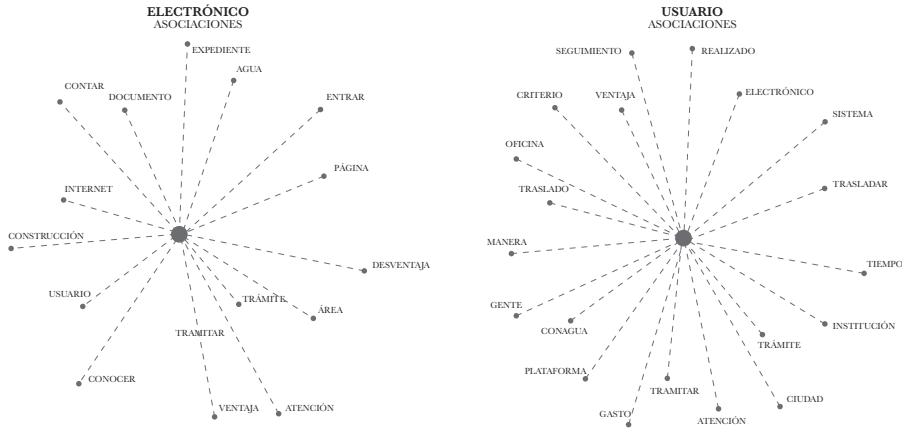 ELECTRÓNICO
ASOCIACIONES
EXPEDIENTE
AGUA
CONTAR
DOCUMENTO
ENTRAR
PÁGINA
INTERNET
CONSTRUCCIÓN
DESVENTAJA
USUARIO
TRÁMITE
ÁREA
TRAMITAR
CONOCER
VENTAJA
ATENCIÓN
USUARIO
ASOCIACIONES
SEGUIMIENTO
REALIZADO
CRITERIO
VENTAJA
ELECTRÓNICO
SISTEMA
OFICINA
TRASLADO
TRASLADAR
MANERA
TIEMPO
GENTE
CONAGUA
INSTITUCIÓN
TRÁMITE
PLATAFORMA
TRAMITAR
CIUDAD
GASTO
ATENCIÓN